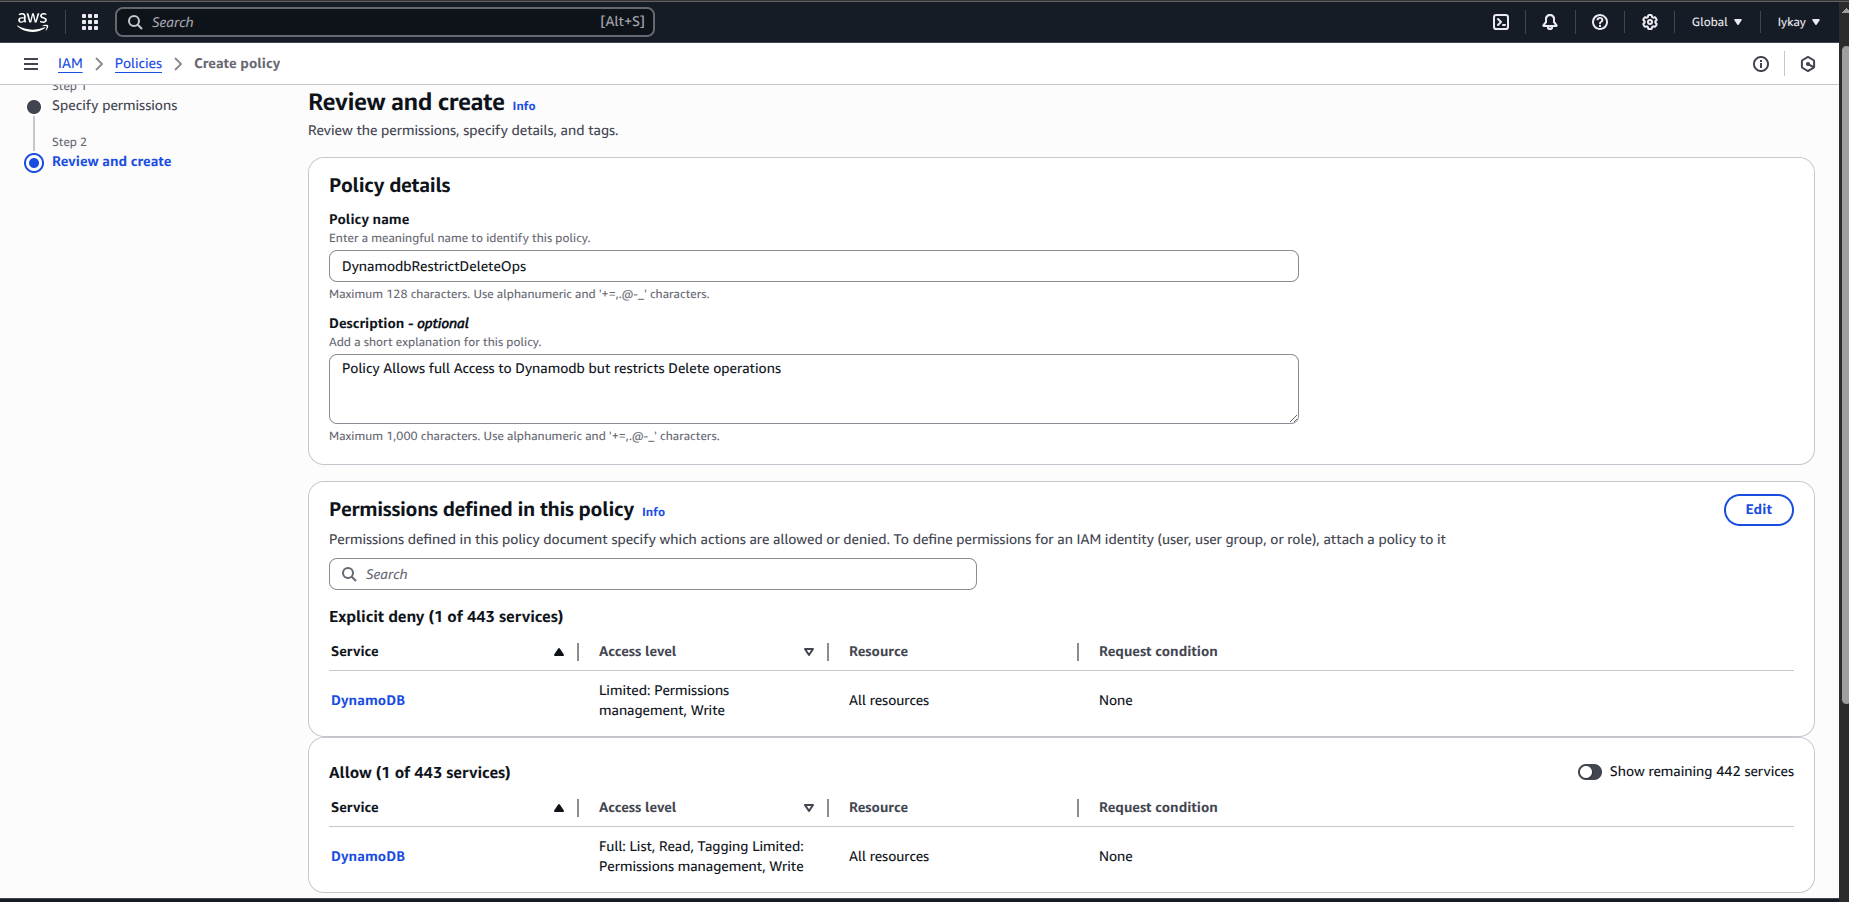 aws
Search
[Alt+S]
Global
Iykay
IAM
Policies
Create policy
Step 1
Specify permissions
Step 2
Review and create
Review and create Info
Review the permissions, specify details, and tags.
Policy details
Policy name
Enter a meaningful name to identify this policy.
DynamodbRestrictDeleteOps
Maximum 128 characters. Use alphanumeric and '+=,.@-_' characters.
Description - optional
Add a short explanation for this policy.
Policy Allows full Access to Dynamodb but restricts Delete operations
Maximum 1,000 characters. Use alphanumeric and '+=,.@-_' characters.
Permissions defined in this policy Info
Edit
Permissions defined in this policy document specify which actions are allowed or denied. To define permissions for an IAM identity (user, user group, or role), attach a policy to it
Search
Explicit deny (1 of 443 services)
Service Access level Resource Request condition
DynamoDB
Limited: Permissions
management, Write
All resources
None
Allow (1 of 443 services)
Show remaining 442 services
Service Access level Resource Request condition
DynamoDB
Full: List, Read, Tagging Limited:
Permissions management, Write
All resources
None